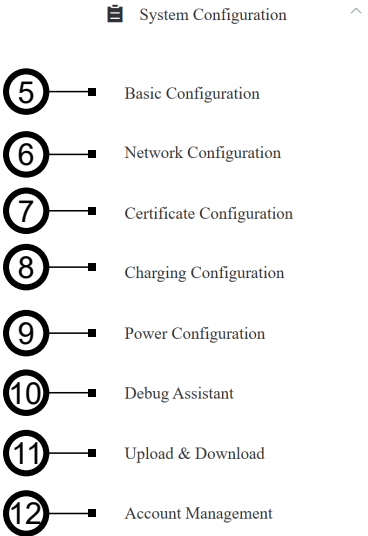 System Configuration
5 Basic Configuration
6 Network Configuration
7 Certificate Configuration
8 Charging Configuration
9 Power Configuration
10 Debug Assistant
11 Upload & Download
12 Account Management